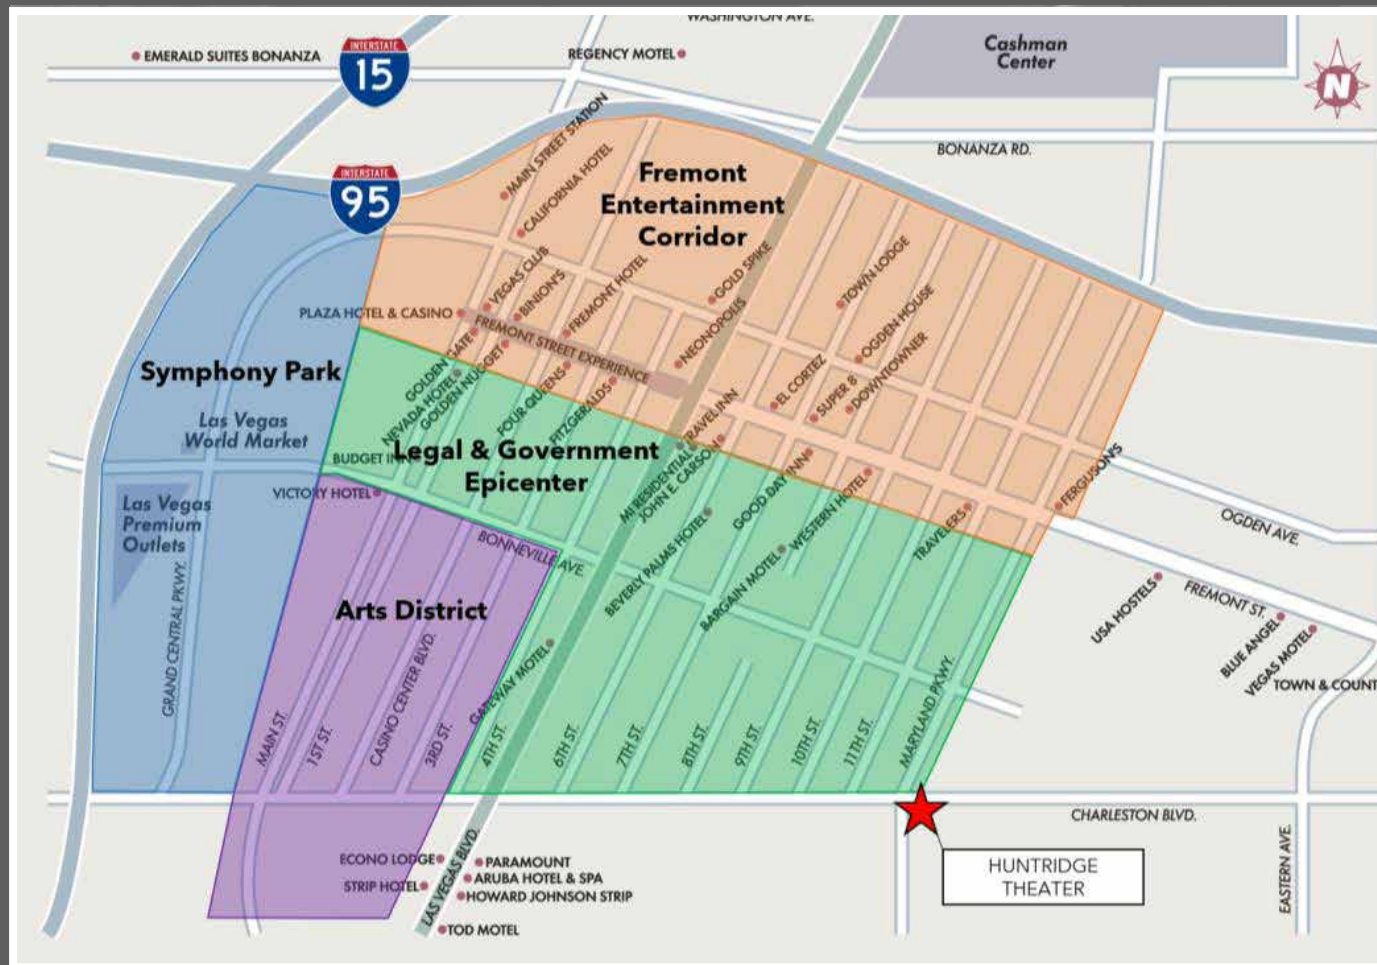 WASHINGTON AVE.
EMERALD SUITES BONANZA
INTERSTATE
15
REGENCY MOTEL
Cashman
Center
N
BONANZA RD.
INTERSTATE
95
MAIN STREET STATION
CALIFORNIA HOTEL
Fremont
Entertainment
Corridor
VEGAS CLUB
BINION'S
FREMONT HOTEL
GOLD SPIKE
TOWN LODGE
PLAZA HOTEL & CASINO
FREMONT STREET EXPERIENCE
NEONOPOLIS
OGDEN HOUSE
GOLDEN GATE
NEVADA HOTEL
GOLDEN NUGGET
FOUR QUEENS
FITZGERALDS
EL CORTEZ
SUPER 8
DOWNTOWNER
Symphony Park
Las Vegas
World Market
TRAVEL INN
MI RESIDENTIAL
JOHN E. CARSON
BUDGET INN
Legal & Government
Epicenter
GOOD DAY INN
WESTERN HOTEL
TRAVELERS
FERGUSON'S
VICTORY HOTEL
Las Vegas
Premium
Outlets
BONNEVILLE AVE.
BEVERLY PALMS HOTEL
BARGAIN MOTEL
OGDEN AVE.
USA HOSTELS
FREMONT ST.
BLUE ANGEL
VEGAS MOTEL
TOWN & COUNT
Arts District
GRAND CENTRAL PKWY.
GATEWAY MOTEL
MAIN ST.
1ST ST.
CASINO CENTER BLVD.
3RD ST.
4TH ST.
6TH ST.
7TH ST.
8TH ST.
9TH ST.
10TH ST.
11TH ST.
MARYLAND PKWY.
CHARLESTON BLVD.
HUNTRIDGE
THEATER
EASTERN AVE.
ECONO LODGE
STRIP HOTEL
LAS VEGAS BLVD.
PARAMOUNT
ARUBA HOTEL & SPA
HOWARD JOHNSON STRIP
TOD MOTEL